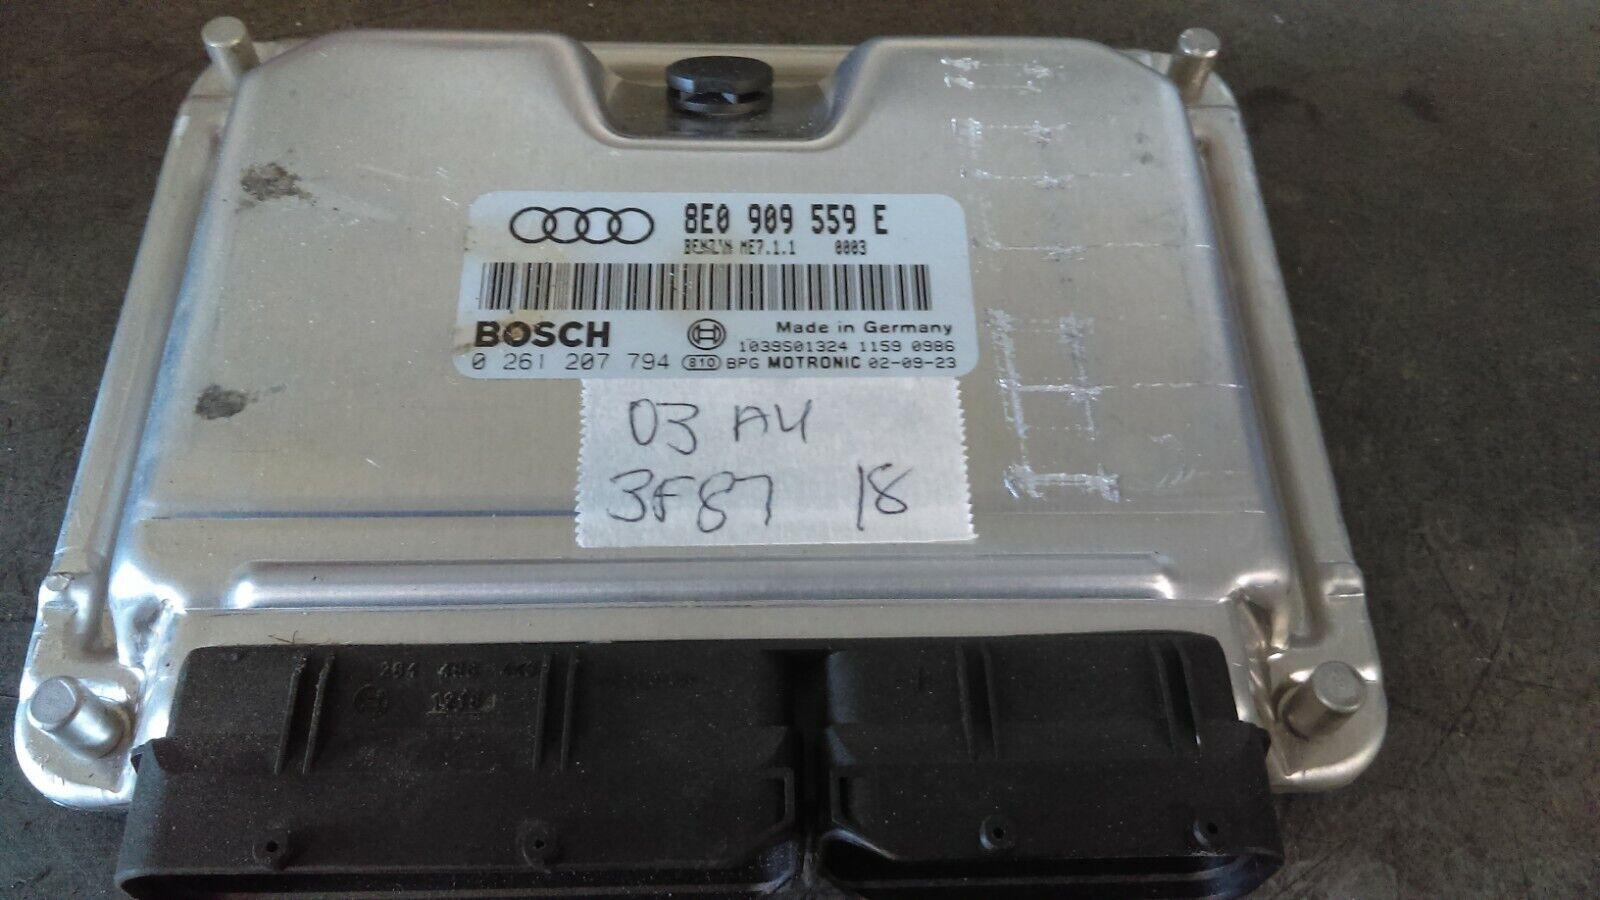 8E0 909 559 E
BENZIN ME7.1.1 0003
BOSCH
Made in Germany
1039S01324 1159 0986
0 261 207 794 810 BPG MOTRONIC 02-09-23
03 A4
3F87 18